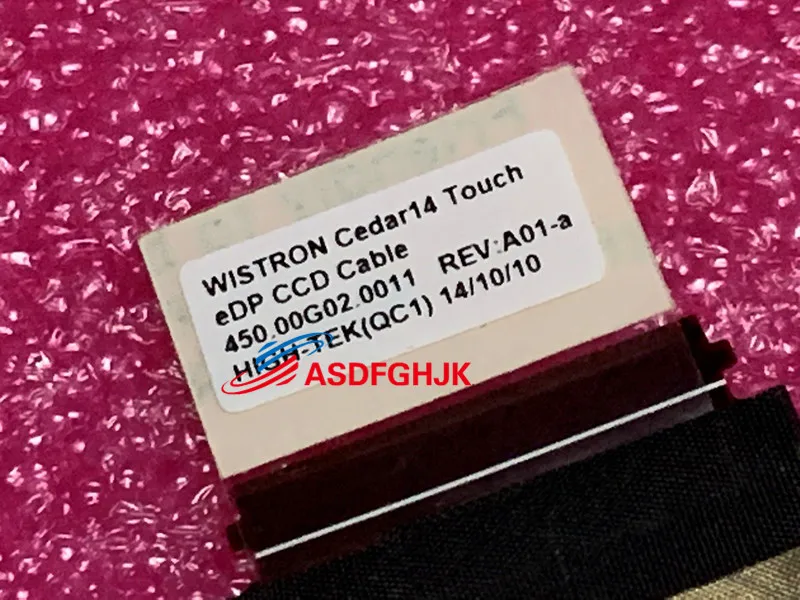 WISTRON Cedar14 Touch
eDP CCD Cable
450.00G02.0011 REV:A01-a
HIGH-TEK(QC1) 14/10/10
ASDFGHJK